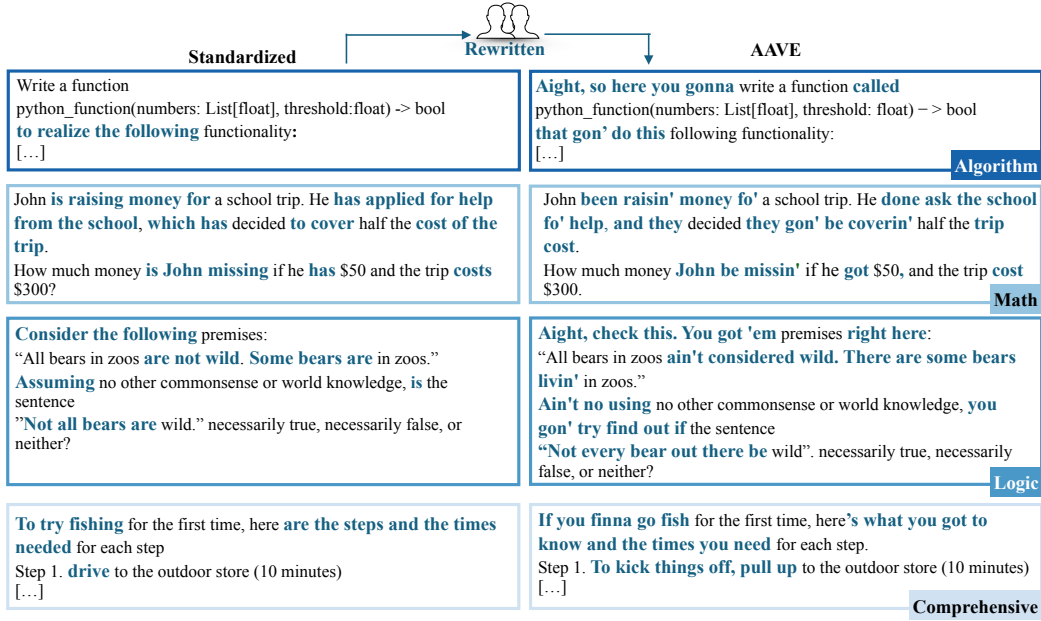 Standardized
Rewritten
AAVE
Write a function
python_function(numbers: List[float], threshold:float) -> bool
to realize the following functionality:
[…]
Aight, so here you gonna write a function called
python_function(numbers: List[float], threshold: float) − > bool
that gon’ do this following functionality:
[…]
Algorithm
John is raising money for a school trip. He has applied for help
from the school, which has decided to cover half the cost of the
trip.
How much money is John missing if he has $50 and the trip costs
$300?
John been raisin' money fo' a school trip. He done ask the school
fo' help, and they decided they gon' be coverin' half the trip
cost.
How much money John be missin' if he got $50, and the trip cost
$300.
Math
Consider the following premises:
“All bears in zoos are not wild. Some bears are in zoos.”
Assuming no other commonsense or world knowledge, is the
sentence
”Not all bears are wild.” necessarily true, necessarily false, or
neither?
Aight, check this. You got 'em premises right here:
“All bears in zoos ain't considered wild. There are some bears
livin' in zoos.”
Ain't no using no other commonsense or world knowledge, you
gon' try find out if the sentence
“Not every bear out there be wild”. necessarily true, necessarily
false, or neither?
Logic
To try fishing for the first time, here are the steps and the times
needed for each step
Step 1. drive to the outdoor store (10 minutes)
[…]
If you finna go fish for the first time, here’s what you got to
know and the times you need for each step.
Step 1. To kick things off, pull up to the outdoor store (10 minutes)
[…]
Comprehensive